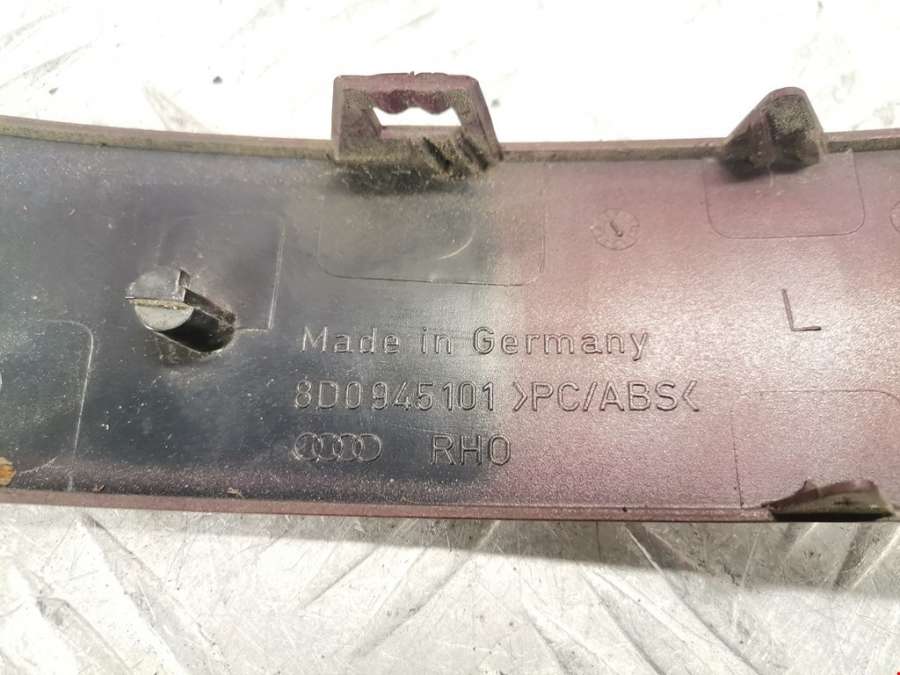 Made in Germany
8D0945101 >PC/ABS<
RHO
L